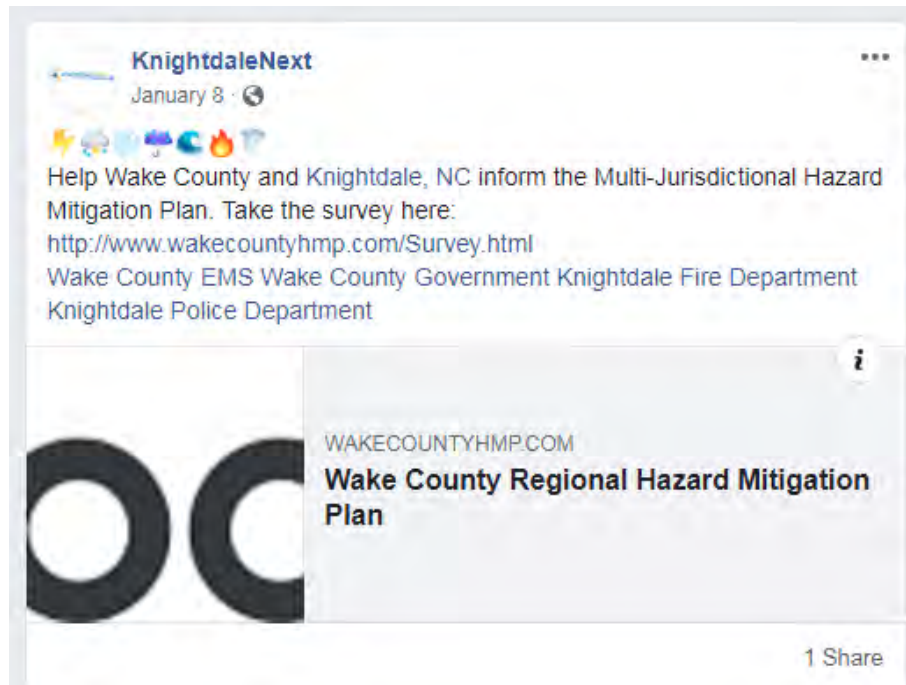 KnightdaleNext
January 8 ·
⚡⛈️❄️☔🌊🔥🌪️
Help Wake County and Knightdale, NC inform the Multi-Jurisdictional Hazard
Mitigation Plan. Take the survey here:
http://www.wakecountyhmp.com/Survey.html
Wake County EMS Wake County Government Knightdale Fire Department
Knightdale Police Department
i
WAKECOUNTYHMP.COM
Wake County Regional Hazard Mitigation
Plan
1 Share